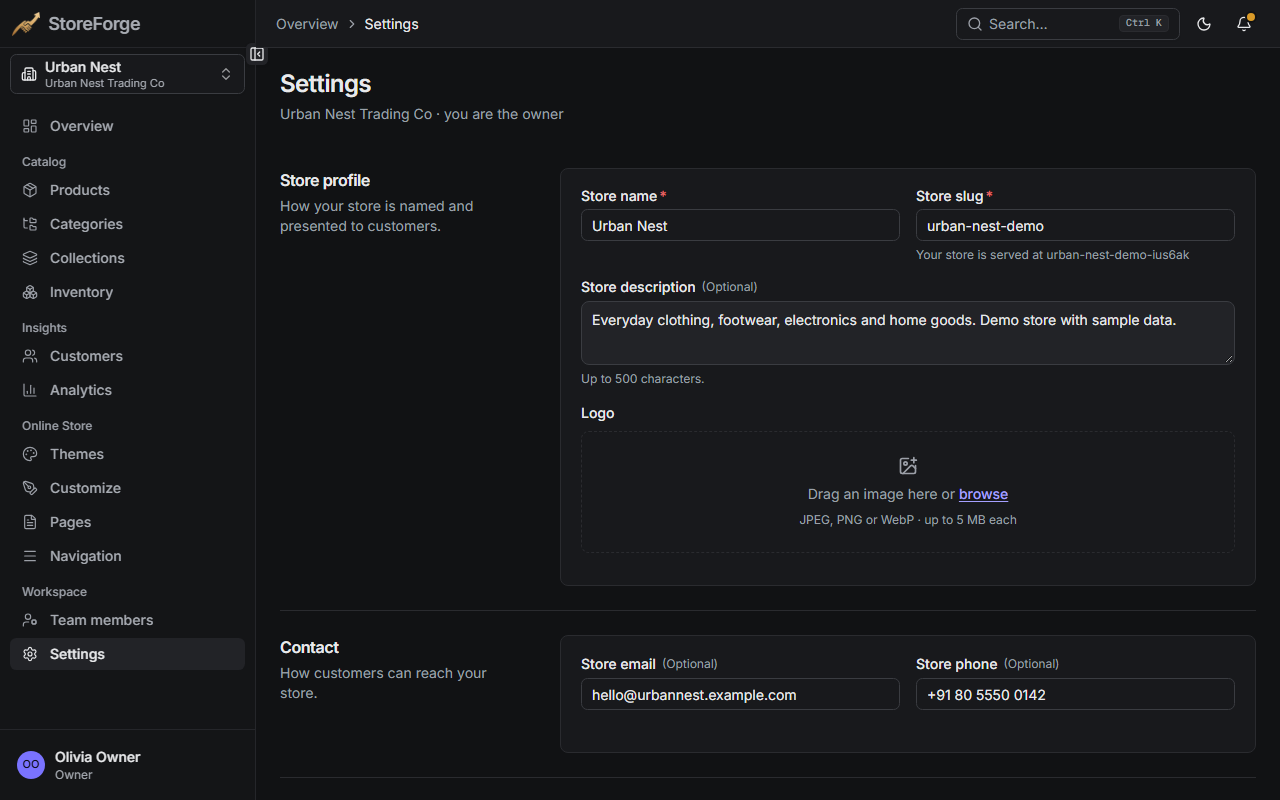 StoreForge
Overview > Settings
Search...
Ctrl K
Urban Nest
Urban Nest Trading Co
Overview
Catalog
Products
Categories
Collections
Inventory
Insights
Customers
Analytics
Online Store
Themes
Customize
Pages
Navigation
Workspace
Team members
Settings
OO
Olivia Owner
Owner
Settings
Urban Nest Trading Co · you are the owner
Store profile
How your store is named and
presented to customers.
Store name *
Urban Nest
Store slug *
urban-nest-demo
Your store is served at urban-nest-demo-ius6ak
Store description (Optional)
Everyday clothing, footwear, electronics and home goods. Demo store with sample data.
Up to 500 characters.
Logo
Drag an image here or browse
JPEG, PNG or WebP · up to 5 MB each
Contact
How customers can reach your
store.
Store email (Optional)
hello@urbannest.example.com
Store phone (Optional)
+91 80 5550 0142